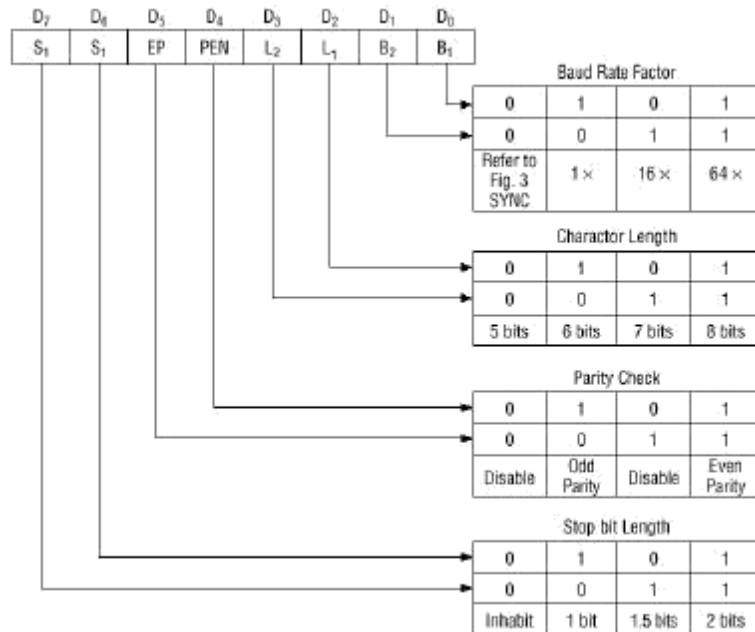 D7 D6 D5 D4 D3 D2 D1 D0
S1 S1 EP PEN L2 L1 B2 B1
Baud Rate Factor
0 1 0 1
0 0 1 1
Refer to Fig. 3 SYNC 1× 16× 64×
Charactor Length
0 1 0 1
0 0 1 1
5 bits 6 bits 7 bits 8 bits
Parity Check
0 1 0 1
0 0 1 1
Disable Odd Parity Disable Even Parity
Stop bit Length
0 1 0 1
0 0 1 1
Inhabit 1 bit 1.5 bits 2 bits